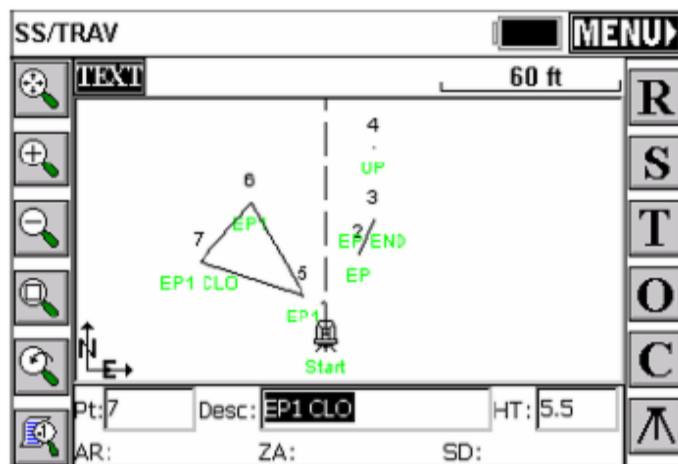 SS/TRAV MENU
TEXT 60 ft
R
S
T
O
C
4
UP
3
2
EP END
EP
6
EP1
7
EP1 CLO
5
EP1
Start
N
E
Pt: 7 Desc: EP1 CLO HT: 5.5
AR: ZA: SD: